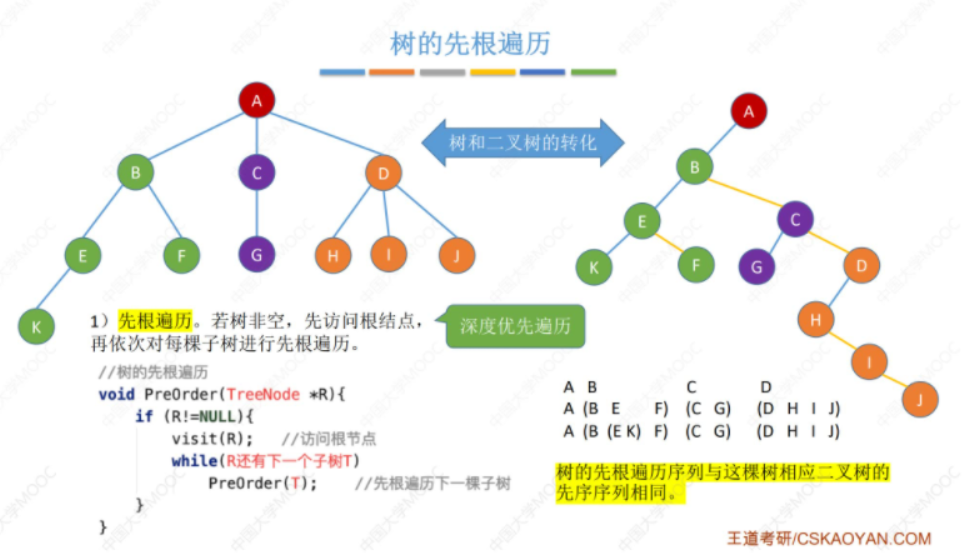 树的先根遍历
A
B
C
D
E
F
G
H
I
J
K
树和二叉树的转化
A
B
E
C
K
F
G
D
H
I
J
1）先根遍历。若树非空，先访问根结点，
再依次对每棵子树进行先根遍历。
深度优先遍历
//树的先根遍历
void PreOrder(TreeNode *R){
if (R!=NULL){
visit(R); //访问根节点
while(R还有下一个子树T)
PreOrder(T); //先根遍历下一棵子树
}
}
A B C D
A (B E F) (C G) (D H I J)
A (B (E K) F) (C G) (D H I J)
树的先根遍历序列与这棵树相应二叉树的
先序序列相同。
王道考研/CSKAOYAN.COM
中国大学MOOC